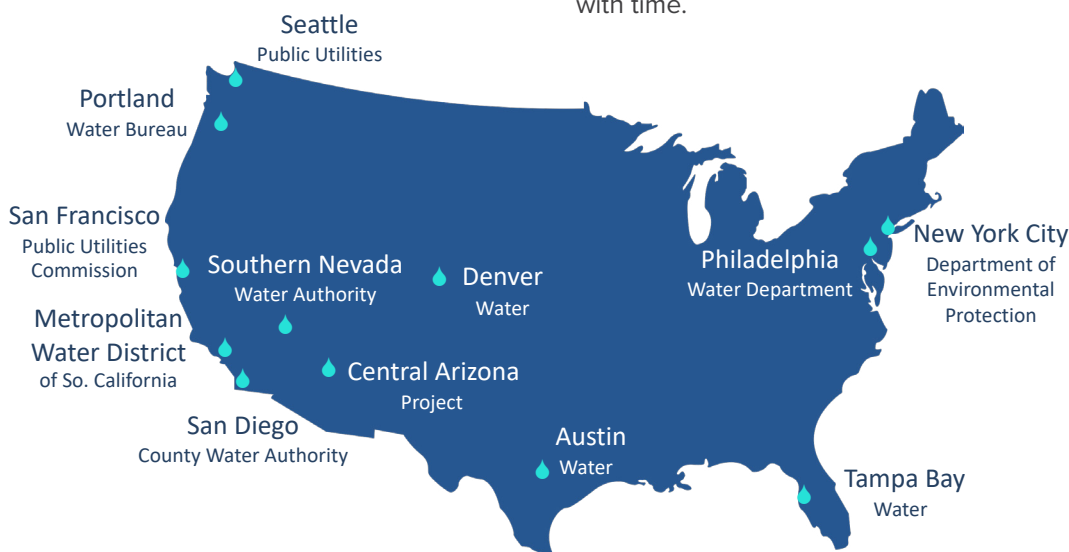 with time.
Seattle
Public Utilities
Portland
Water Bureau
San Francisco
Public Utilities
Commission
Southern Nevada
Water Authority
Denver
Water
Philadelphia
Water Department
New York City
Department of
Environmental
Protection
Metropolitan
Water District
of So. California
Central Arizona
Project
San Diego
County Water Authority
Austin
Water
Tampa Bay
Water